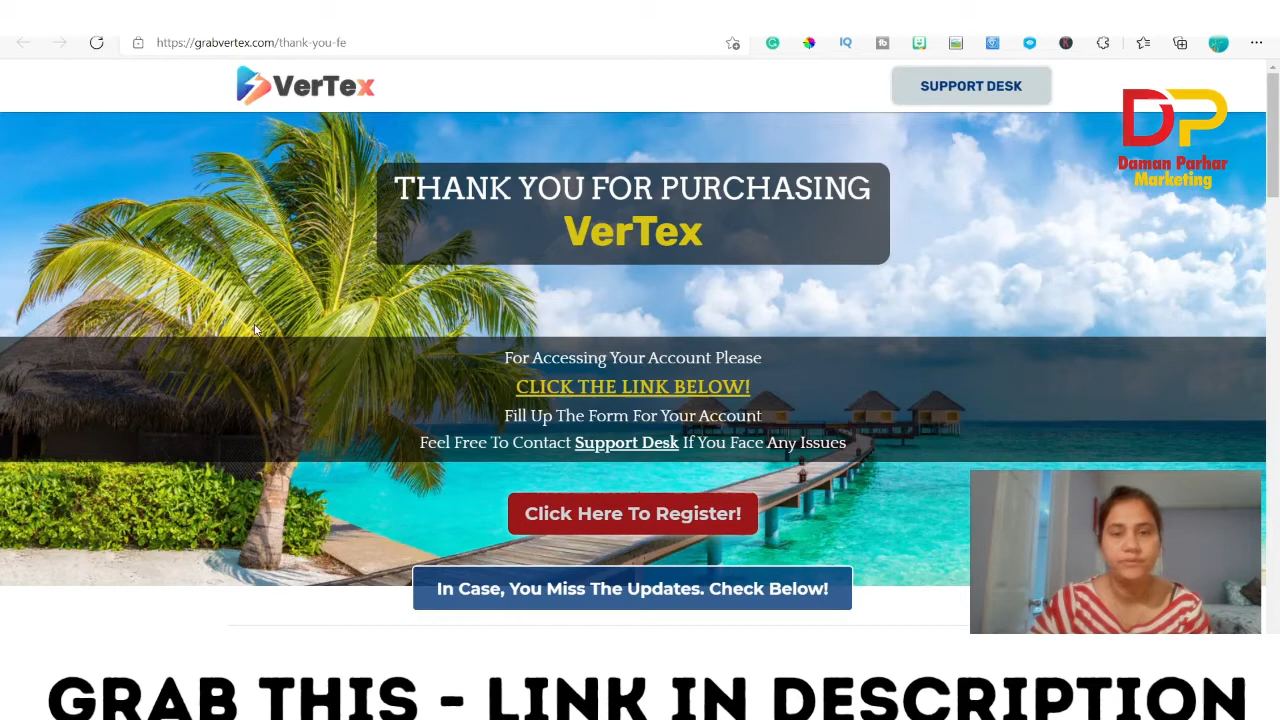 https://grabvertex.com/thank-you-fe
IQ
VerTex
SUPPORT DESK
DP
Daman Parhar
Marketing
THANK YOU FOR PURCHASING
VerTex
For Accessing Your Account Please
CLICK THE LINK BELOW!
Fill Up The Form For Your Account
Feel Free To Contact Support Desk If You Face Any Issues
Click Here To Register!
In Case, You Miss The Updates. Check Below!
GRAB THIS - LINK IN DESCRIPTION